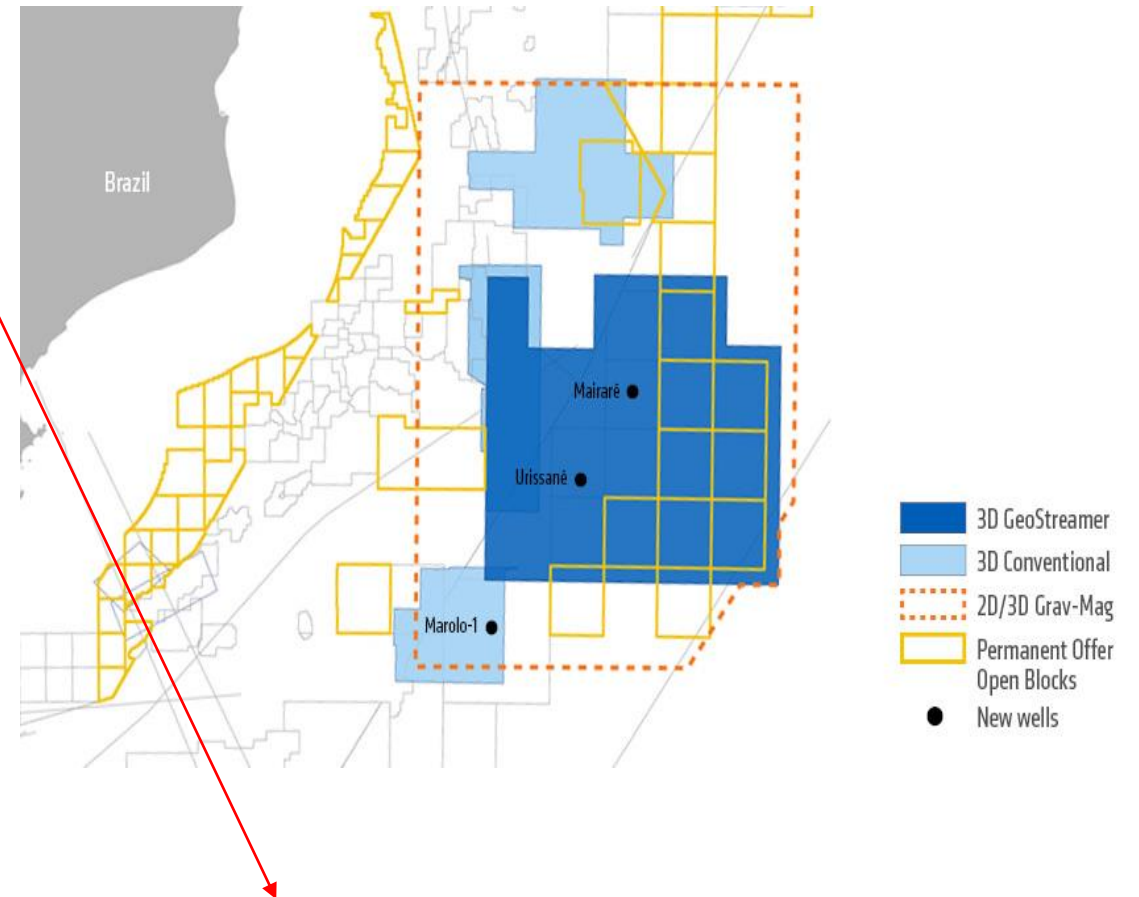 Brazil
Mairarê
Urissanê
Marolo-1
3D GeoStreamer
3D Conventional
2D/3D Grav-Mag
Permanent Offer
Open Blocks
New wells